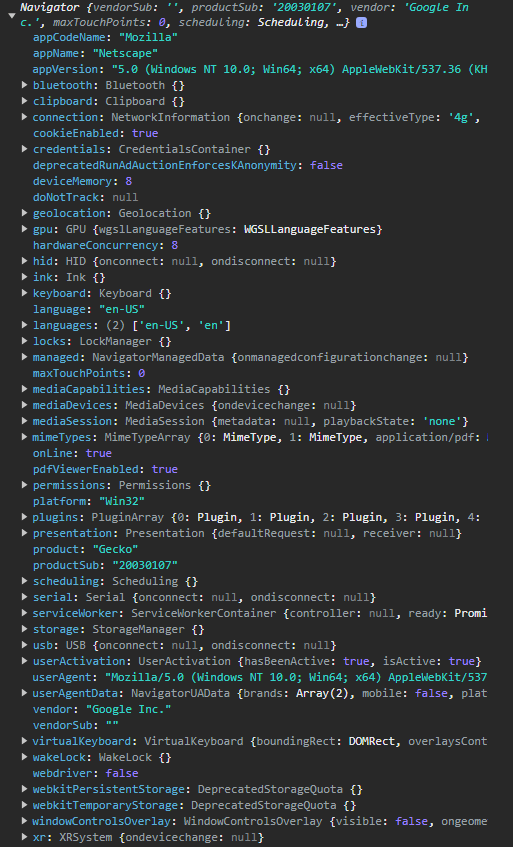 Navigator {vendorSub: '', productSub: '20030107', vendor: 'Google In
c.', maxTouchPoints: 0, scheduling: Scheduling, …}
appCodeName: "Mozilla"
appName: "Netscape"
appVersion: "5.0 (Windows NT 10.0; Win64; x64) AppleWebKit/537.36 (KH
bluetooth: Bluetooth {}
clipboard: Clipboard {}
connection: NetworkInformation {onchange: null, effectiveType: '4g',
cookieEnabled: true
credentials: CredentialsContainer {}
deprecatedRunAdAuctionEnforcesKAnonymity: false
deviceMemory: 8
doNotTrack: null
geolocation: Geolocation {}
gpu: GPU {wgslLanguageFeatures: WGSLLanguageFeatures}
hardwareConcurrency: 8
hid: HID {onconnect: null, ondisconnect: null}
ink: Ink {}
keyboard: Keyboard {}
language: "en-US"
languages: (2) ['en-US', 'en']
locks: LockManager {}
managed: NavigatorManagedData {onmanagedconfigurationchange: null}
maxTouchPoints: 0
mediaCapabilities: MediaCapabilities {}
mediaDevices: MediaDevices {ondevicechange: null}
mediaSession: MediaSession {metadata: null, playbackState: 'none'}
mimeTypes: MimeTypeArray {0: MimeType, 1: MimeType, application/pdf:
onLine: true
pdfViewerEnabled: true
permissions: Permissions {}
platform: "Win32"
plugins: PluginArray {0: Plugin, 1: Plugin, 2: Plugin, 3: Plugin, 4:
presentation: Presentation {defaultRequest: null, receiver: null}
product: "Gecko"
productSub: "20030107"
scheduling: Scheduling {}
serial: Serial {onconnect: null, ondisconnect: null}
serviceWorker: ServiceWorkerContainer {controller: null, ready: Promi
storage: StorageManager {}
usb: USB {onconnect: null, ondisconnect: null}
userActivation: UserActivation {hasBeenActive: true, isActive: true}
userAgent: "Mozilla/5.0 (Windows NT 10.0; Win64; x64) AppleWebKit/537
userAgentData: NavigatorUAData {brands: Array(2), mobile: false, plat
vendor: "Google Inc."
vendorSub: ""
virtualKeyboard: VirtualKeyboard {boundingRect: DOMRect, overlaysCont
wakeLock: WakeLock {}
webdriver: false
webkitPersistentStorage: DeprecatedStorageQuota {}
webkitTemporaryStorage: DeprecatedStorageQuota {}
windowControlsOverlay: WindowControlsOverlay {visible: false, ongeome
xr: XRSystem {ondevicechange: null}